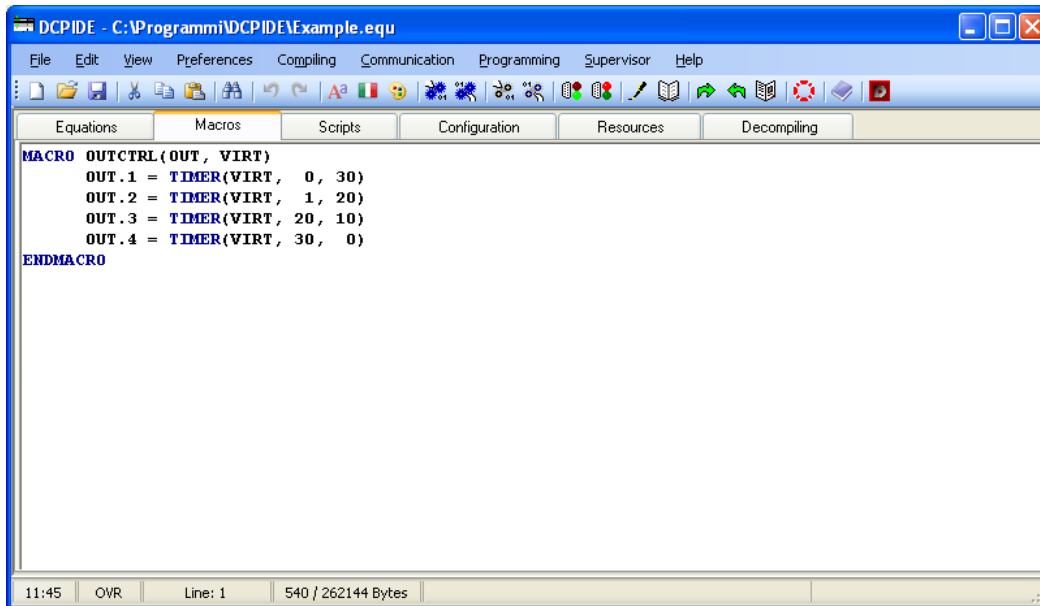 DCPIDE - C:\Programmi\DCPIDE\Example.equ
File Edit View Preferences Compiling Communication Programming Supervisor Help
Equations Macros Scripts Configuration Resources Decompiling
MACRO OUTCTRL(OUT, VIRT)
OUT.1 = TIMER(VIRT,  0, 30)
OUT.2 = TIMER(VIRT,  1, 20)
OUT.3 = TIMER(VIRT, 20, 10)
OUT.4 = TIMER(VIRT, 30,  0)
ENDMACRO
11:45 OVR Line: 1 540 / 262144 Bytes